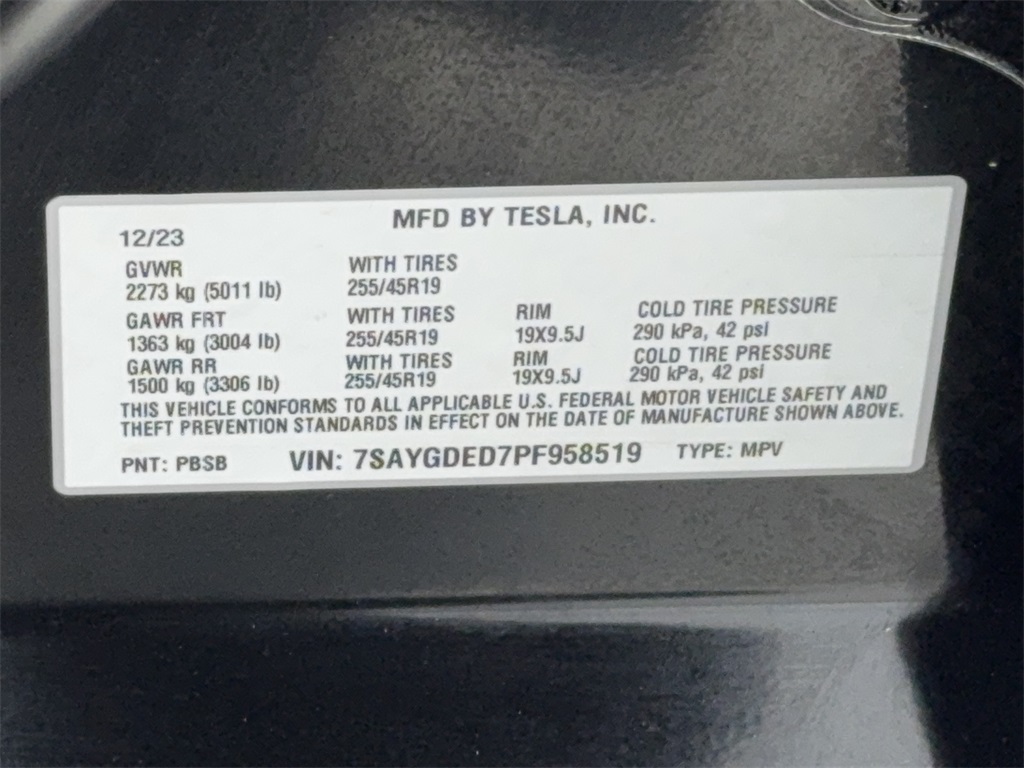 MFD BY TESLA, INC.
12/23
GVWR WITH TIRES
2273 kg (5011 lb) 255/45R19
GAWR FRT WITH TIRES RIM COLD TIRE PRESSURE
1363 kg (3004 lb) 255/45R19 19X9.5J 290 kPa, 42 psi
GAWR RR WITH TIRES RIM COLD TIRE PRESSURE
1500 kg (3306 lb) 255/45R19 19X9.5J 290 kPa, 42 psi
THIS VEHICLE CONFORMS TO ALL APPLICABLE U.S. FEDERAL MOTOR VEHICLE SAFETY AND
THEFT PREVENTION STANDARDS IN EFFECT ON THE DATE OF MANUFACTURE SHOWN ABOVE.
PNT: PBSB VIN: 7SAYGDED7PF958519 TYPE: MPV